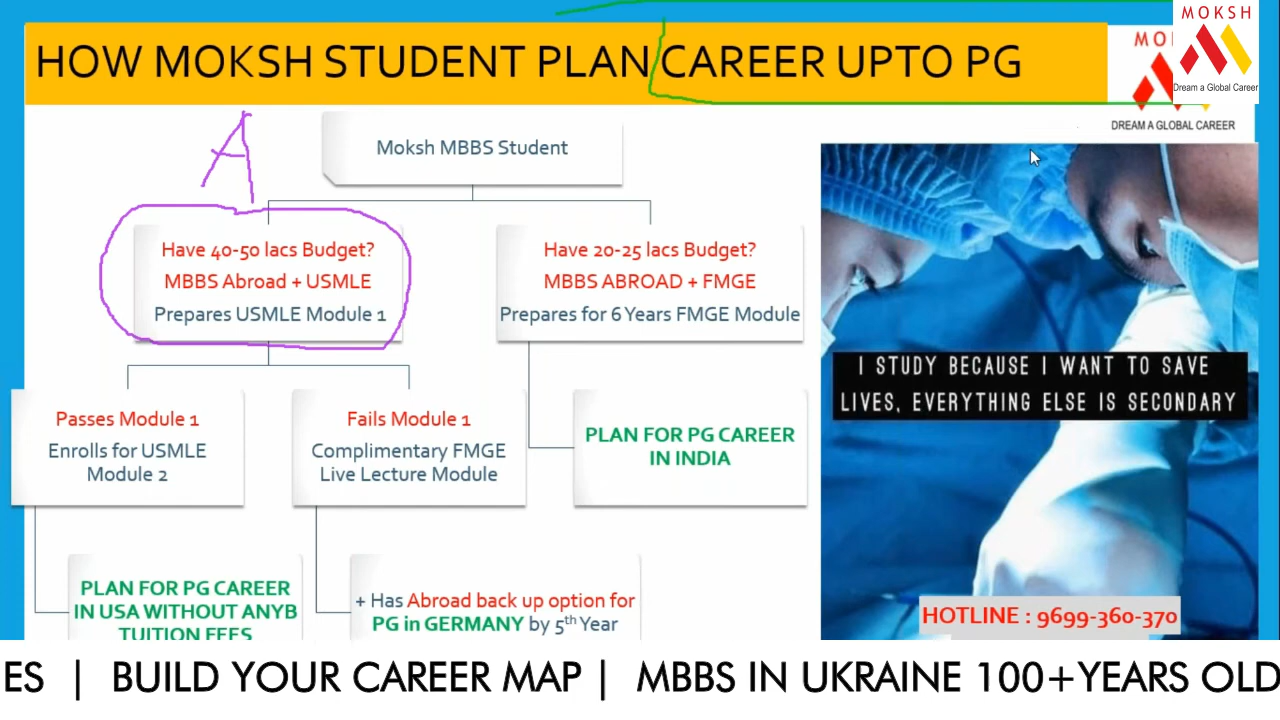 HOW MOKSH STUDENT PLAN CAREER UPTO PG
MOKSH
Dream a Global Career
MO
DREAM A GLOBAL CAREER
A
Moksh MBBS Student
Have 40-50 lacs Budget?
MBBS Abroad + USMLE
Prepares USMLE Module 1
Have 20-25 lacs Budget?
MBBS ABROAD + FMGE
Prepares for 6 Years FMGE Module
Passes Module 1
Enrolls for USMLE
Module 2
Fails Module 1
Complimentary FMGE
Live Lecture Module
PLAN FOR PG CAREER
IN INDIA
PLAN FOR PG CAREER
IN USA WITHOUT ANYB
TUITION FEES
+ Has Abroad back up option for
PG in GERMANY by 5th Year
I STUDY BECAUSE I WANT TO SAVE
LIVES, EVERYTHING ELSE IS SECONDARY
HOTLINE : 9699-360-370
ES | BUILD YOUR CAREER MAP | MBBS IN UKRAINE 100+YEARS OLD